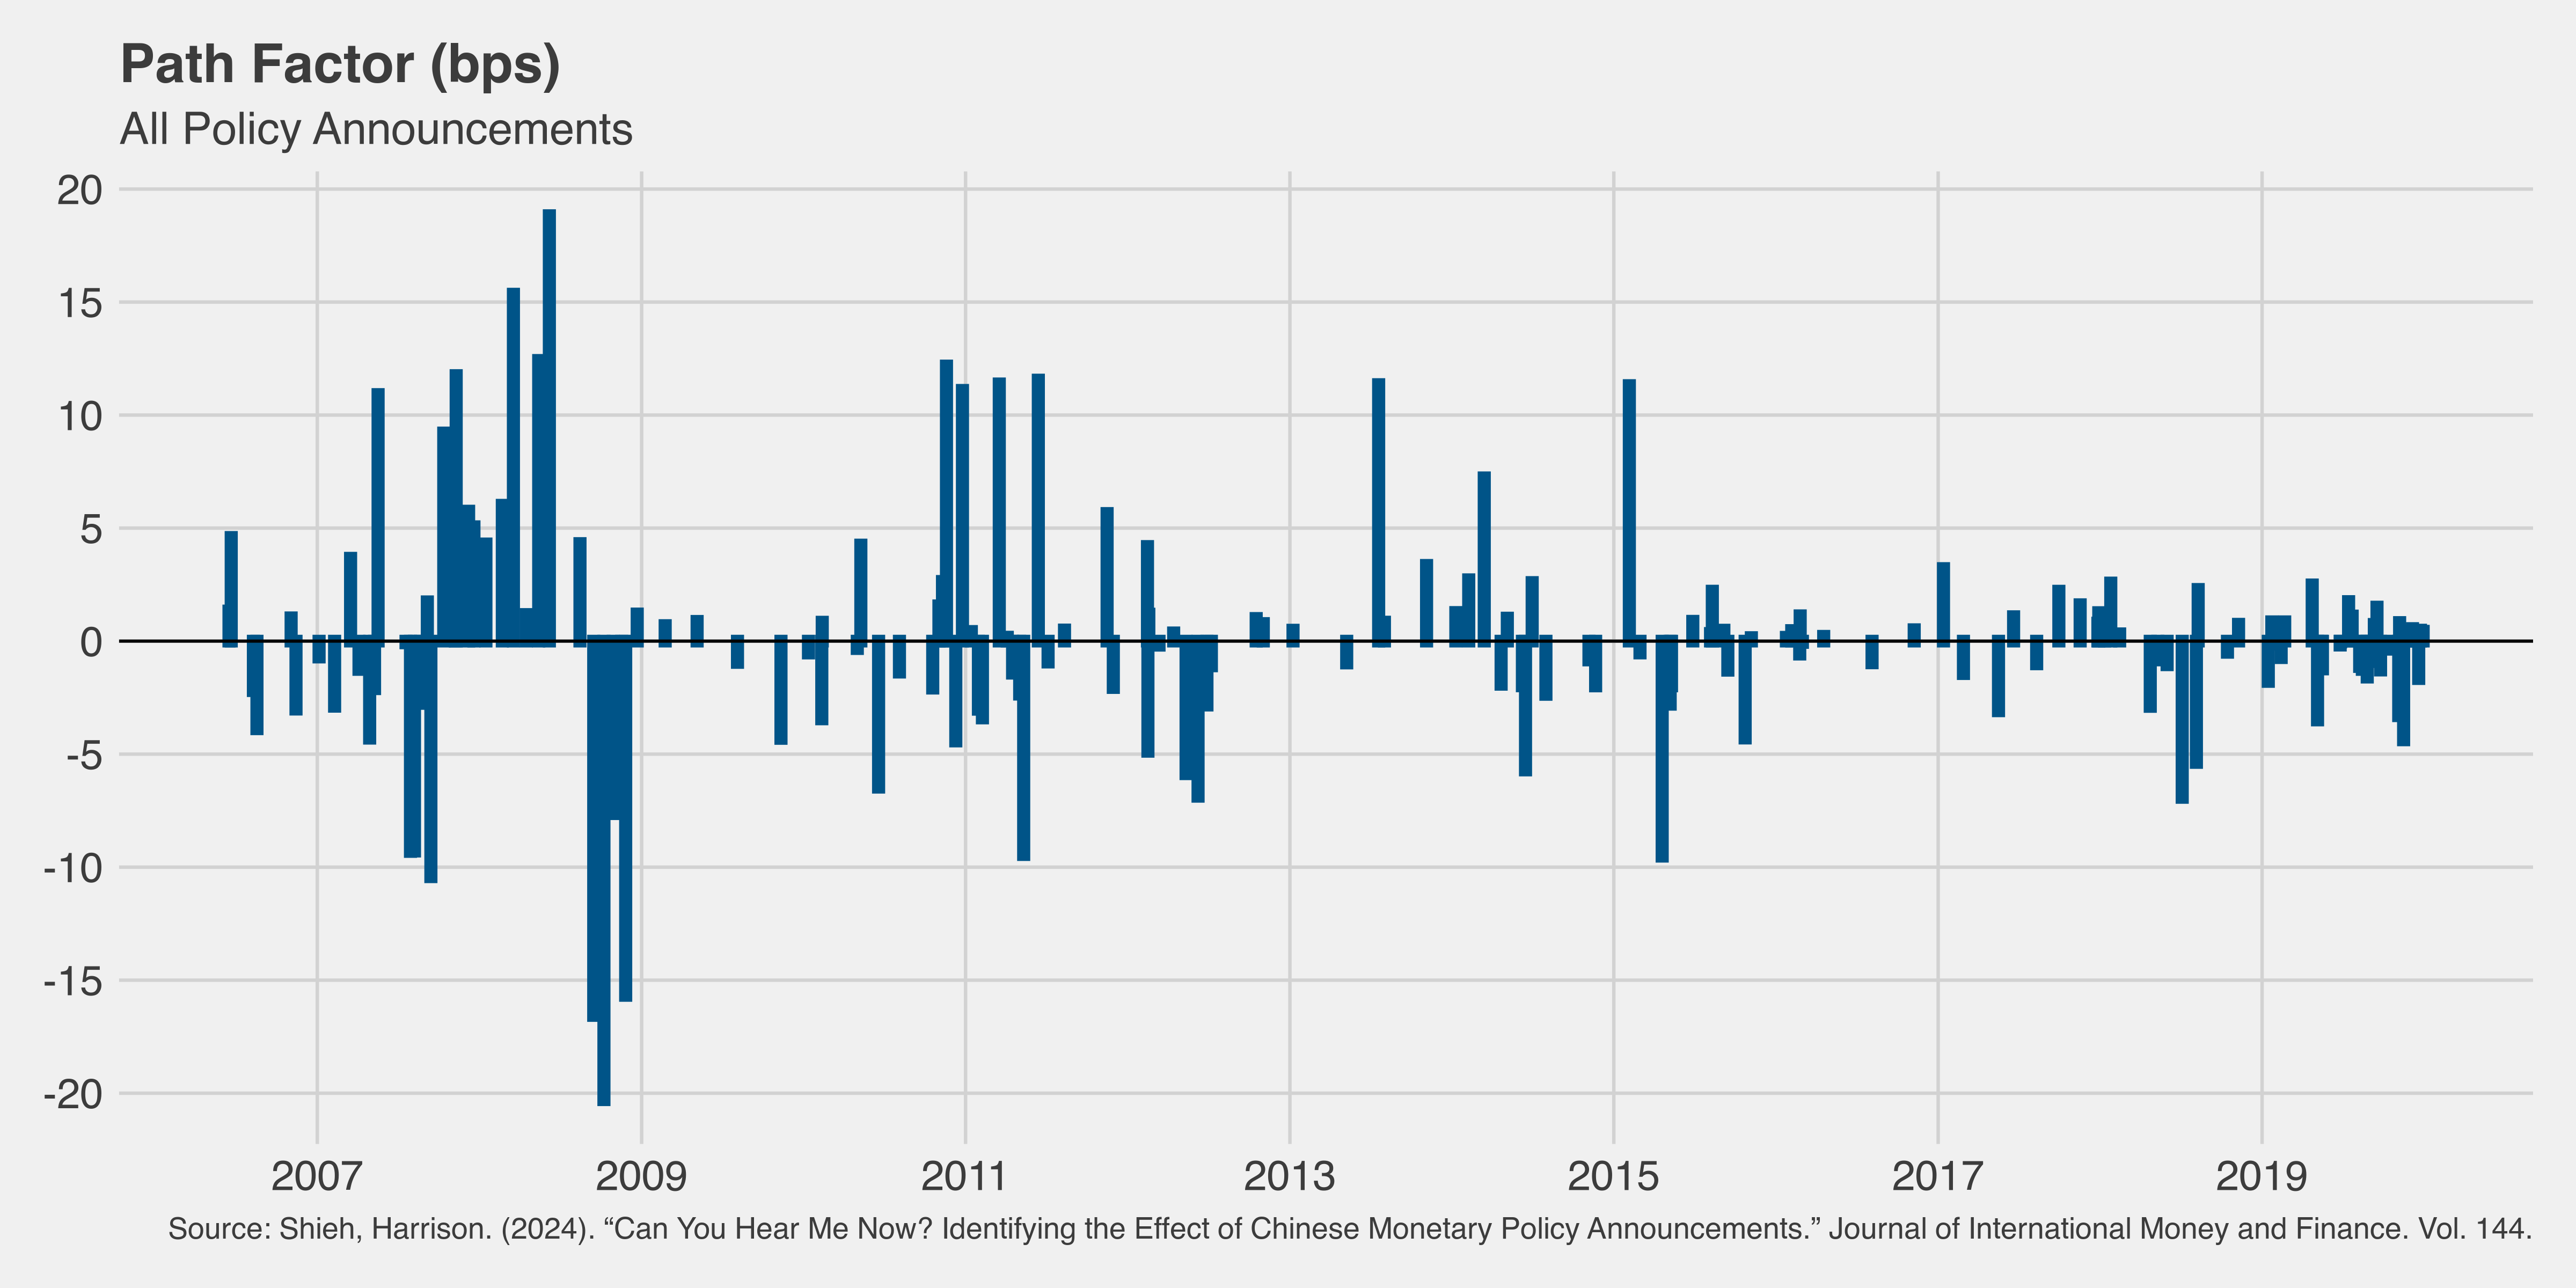 Path Factor (bps)
All Policy Announcements
20
15
10
5
0
-5
-10
-15
-20
2007 2009 2011 2013 2015 2017 2019
Source: Shieh, Harrison. (2024). “Can You Hear Me Now? Identifying the Effect of Chinese Monetary Policy Announcements.” Journal of International Money and Finance. Vol. 144.